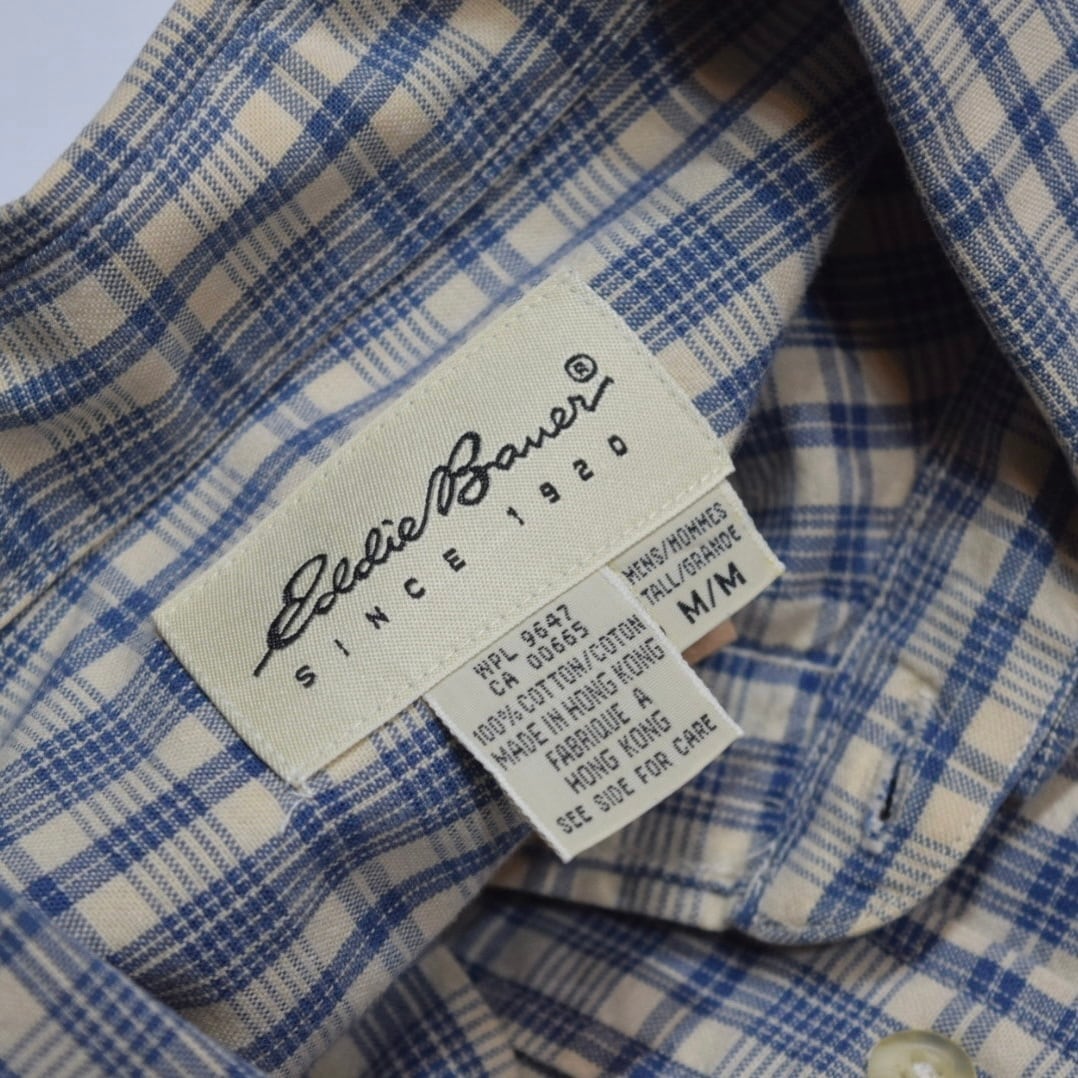 Eddie Bauer®
SINCE 1920
MENS/HOMMES
TALL/GRANDE
M/M
WPL 9647
CA 00665
100% COTTON/COTON
MADE IN HONG KONG
FABRIQUE A
HONG KONG
SEE SIDE FOR CARE